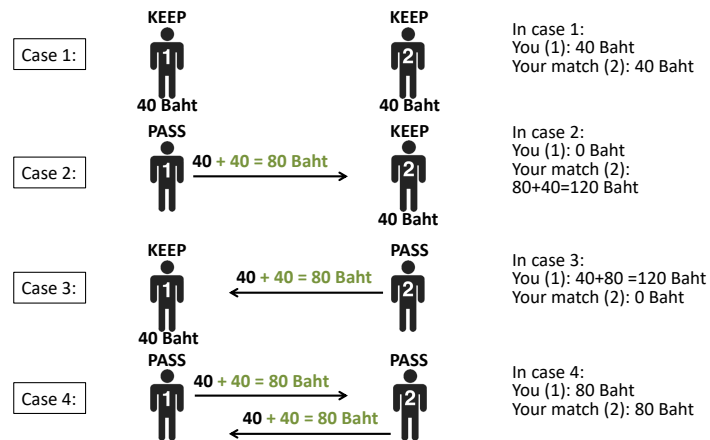 KEEP
KEEP
In case 1:
You (1): 40 Baht
Your match (2): 40 Baht
Case 1:
1
2
40 Baht
40 Baht
PASS
KEEP
In case 2:
You (1): 0 Baht
Your match (2):
80+40=120 Baht
Case 2:
1
40 + 40 = 80 Baht
2
40 Baht
KEEP
PASS
In case 3:
You (1): 40+80 =120 Baht
Your match (2): 0 Baht
Case 3:
1
40 + 40 = 80 Baht
2
40 Baht
PASS
PASS
In case 4:
You (1): 80 Baht
Your match (2): 80 Baht
Case 4:
1
40 + 40 = 80 Baht
2
40 + 40 = 80 Baht